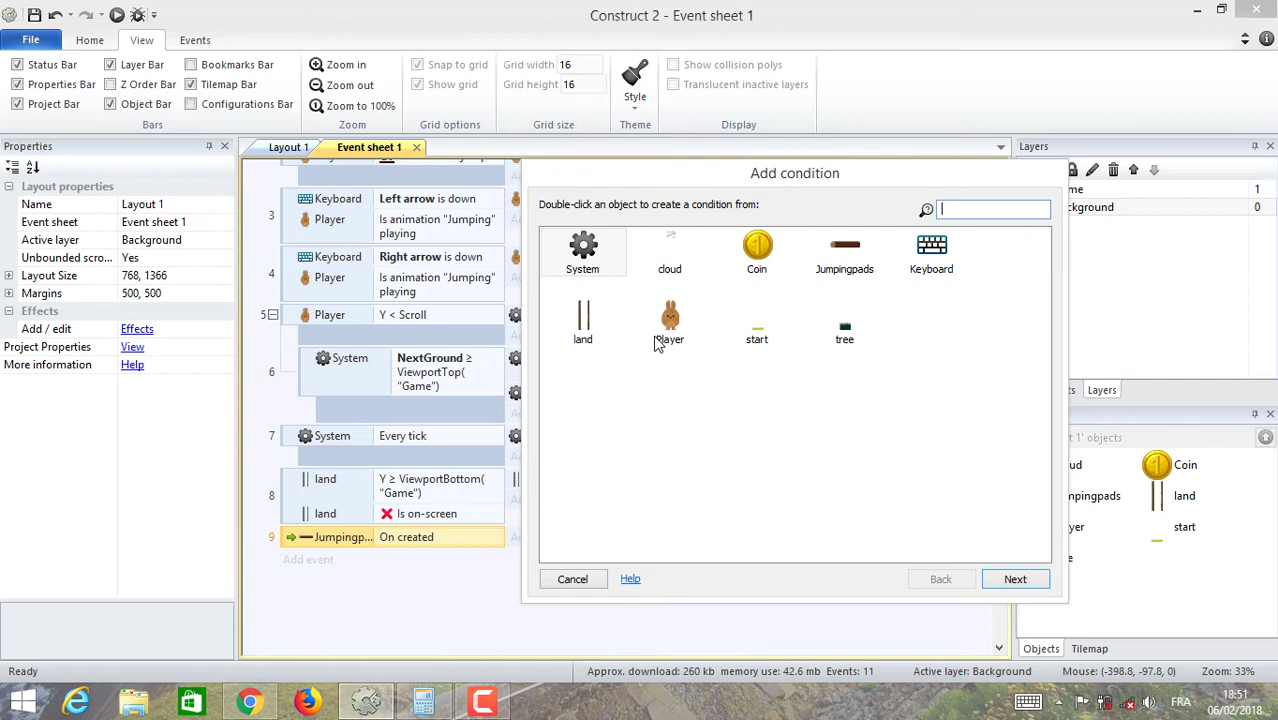 Construct 2 - Event sheet 1
File
Home
View
Events
Status Bar
Layer Bar
Bookmarks Bar
Properties Bar
Z Order Bar
Tilemap Bar
Project Bar
Object Bar
Configurations Bar
Bars
Zoom in
Zoom out
Zoom to 100%
Zoom
Snap to grid
Show grid
Grid options
Grid width 16
Grid height 16
Grid size
Style
Theme
Show collision polys
Translucent inactive layers
Display
Properties
Layout properties
Name Layout 1
Event sheet Event sheet 1
Active layer Background
Unbounded scro... Yes
Layout Size 768, 1366
Margins 500, 500
Effects
Add / edit Effects
Project Properties View
More information Help
Layout 1
Event sheet 1
3
Keyboard Left arrow is down
Player Is animation "Jumping"
playing
4
Keyboard Right arrow is down
Player Is animation "Jumping"
playing
5 Player Y < Scroll
6
System NextGround ≥
ViewportTop(
"Game")
7 System Every tick
8
land Y ≥ ViewportBottom(
"Game")
land Is on-screen
9 Jumpingp... On created
Add event
Add condition
Double-click an object to create a condition from:
System
cloud
Coin
Jumpingpads
Keyboard
land
Player
start
tree
Cancel
Help
Back
Next
Layers
me 1
ckground 0
ts
Layers
t 1' objects
ud
Coin
mpingpads
land
yer
start
e
Objects
Tilemap
Ready
Approx. download: 260 kb
memory use: 42.6 mb
Events: 11
Active layer: Background
Mouse: (-398.8, -97.8, 0)
Zoom: 33%
FRA
18:51
06/02/2018